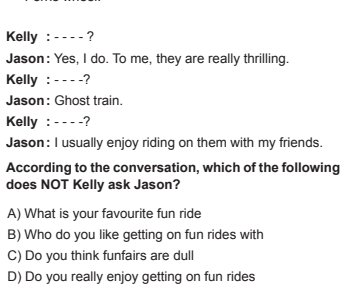 Kelly : - - - - ?
Jason : Yes, I do. To me, they are really thrilling.
Kelly : - - - -?
Jason : Ghost train.
Kelly : - - - -?
Jason : I usually enjoy riding on them with my friends.
According to the conversation, which of the following
does NOT Kelly ask Jason?
A) What is your favourite fun ride
B) Who do you like getting on fun rides with
C) Do you think funfairs are dull
D) Do you really enjoy getting on fun rides